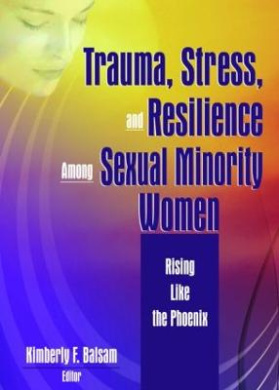 Trauma, Stress,
and Resilience
Among Sexual Minority
Women
Rising
Like
the Phoenix
Kimberly F. Balsam
Editor